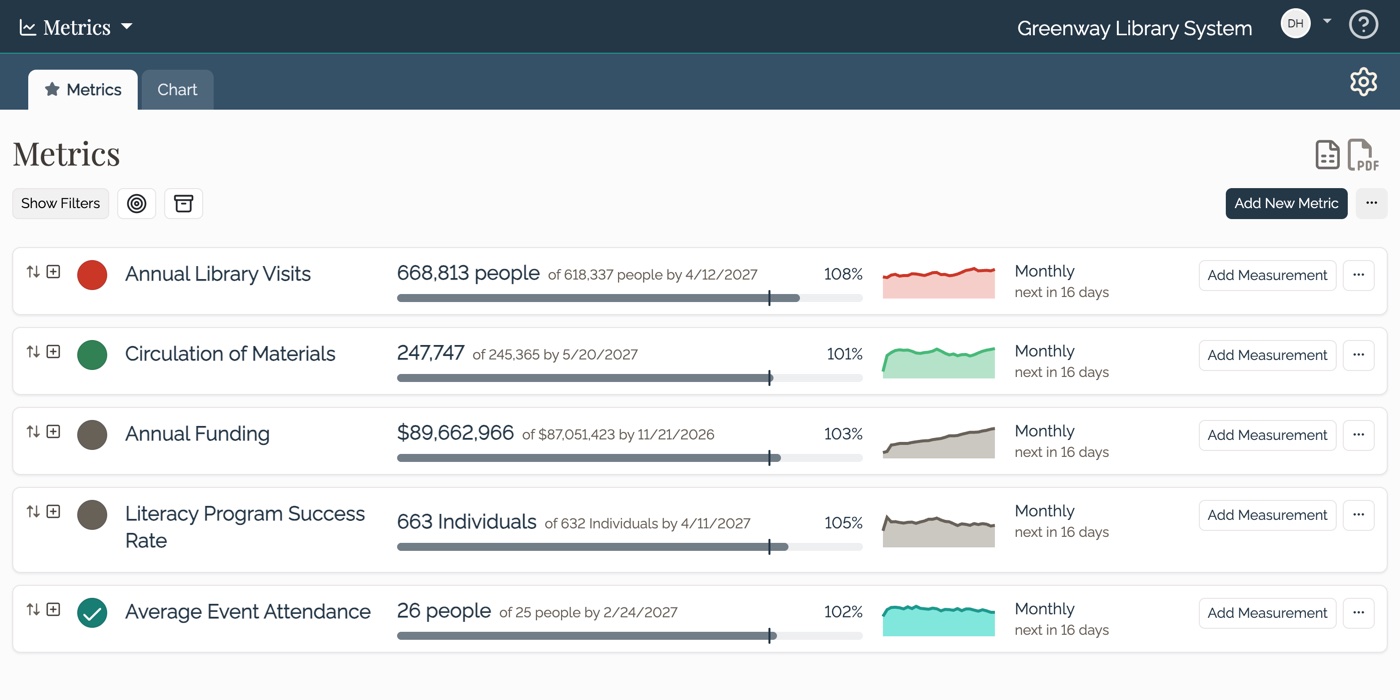 Metrics
Greenway Library System
DH
?
Metrics
Chart
Metrics
PDF
Show Filters
Add New Metric
...
Annual Library Visits
668,813 people of 618,337 people by 4/12/2027
108%
Monthly
next in 16 days
Add Measurement
...
Circulation of Materials
247,747 of 245,365 by 5/20/2027
101%
Monthly
next in 16 days
Add Measurement
...
Annual Funding
$89,662,966 of $87,051,423 by 11/21/2026
103%
Monthly
next in 16 days
Add Measurement
...
Literacy Program Success
Rate
663 Individuals of 632 Individuals by 4/11/2027
105%
Monthly
next in 16 days
Add Measurement
...
Average Event Attendance
26 people of 25 people by 2/24/2027
102%
Monthly
next in 16 days
Add Measurement
...